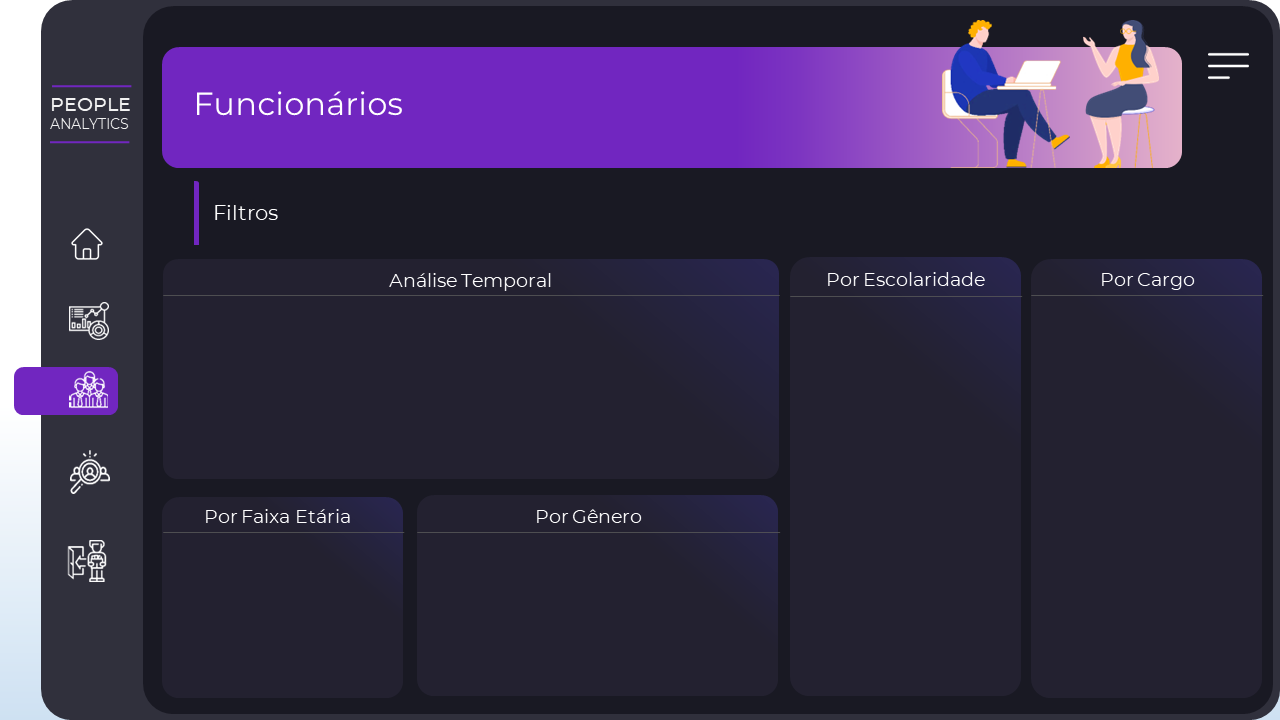 PEOPLE
ANALYTICS
Funcionários
Filtros
Análise Temporal
Por Escolaridade
Por Cargo
Por Faixa Etária
Por Gênero